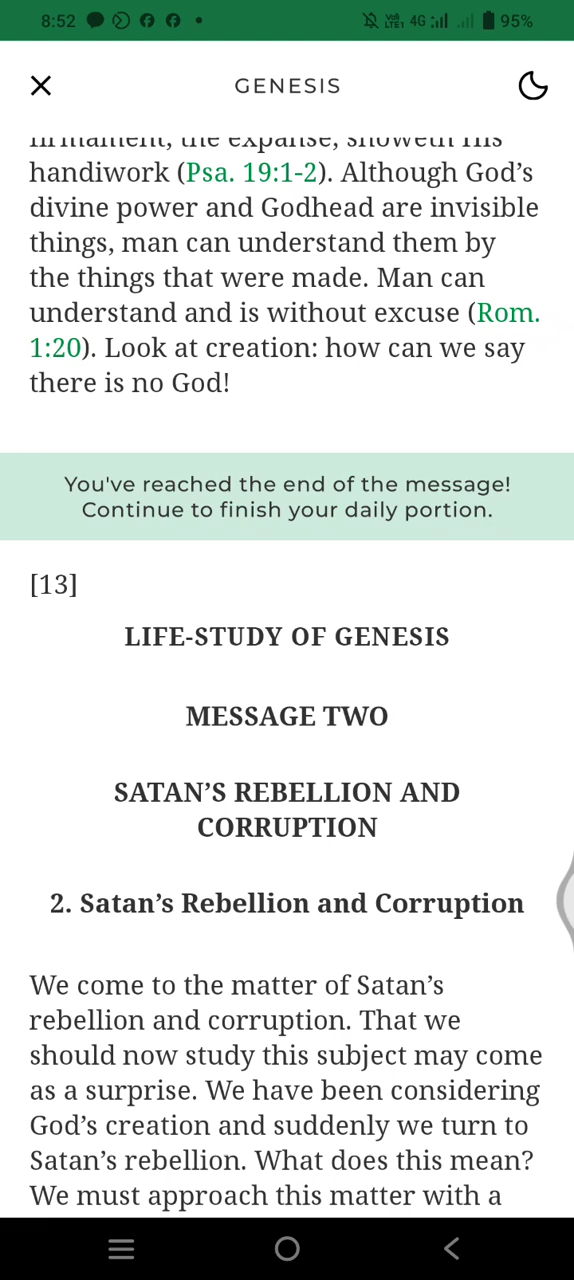 8:52
4G
95%
GENESIS
firmament, the expanse, showeth His
handiwork (Psa. 19:1-2). Although God’s
divine power and Godhead are invisible
things, man can understand them by
the things that were made. Man can
understand and is without excuse (Rom.
1:20). Look at creation: how can we say
there is no God!
You've reached the end of the message!
Continue to finish your daily portion.
[13]
LIFE-STUDY OF GENESIS
MESSAGE TWO
SATAN’S REBELLION AND
CORRUPTION
2. Satan’s Rebellion and Corruption
We come to the matter of Satan’s
rebellion and corruption. That we
should now study this subject may come
as a surprise. We have been considering
God’s creation and suddenly we turn to
Satan’s rebellion. What does this mean?
We must approach this matter with a